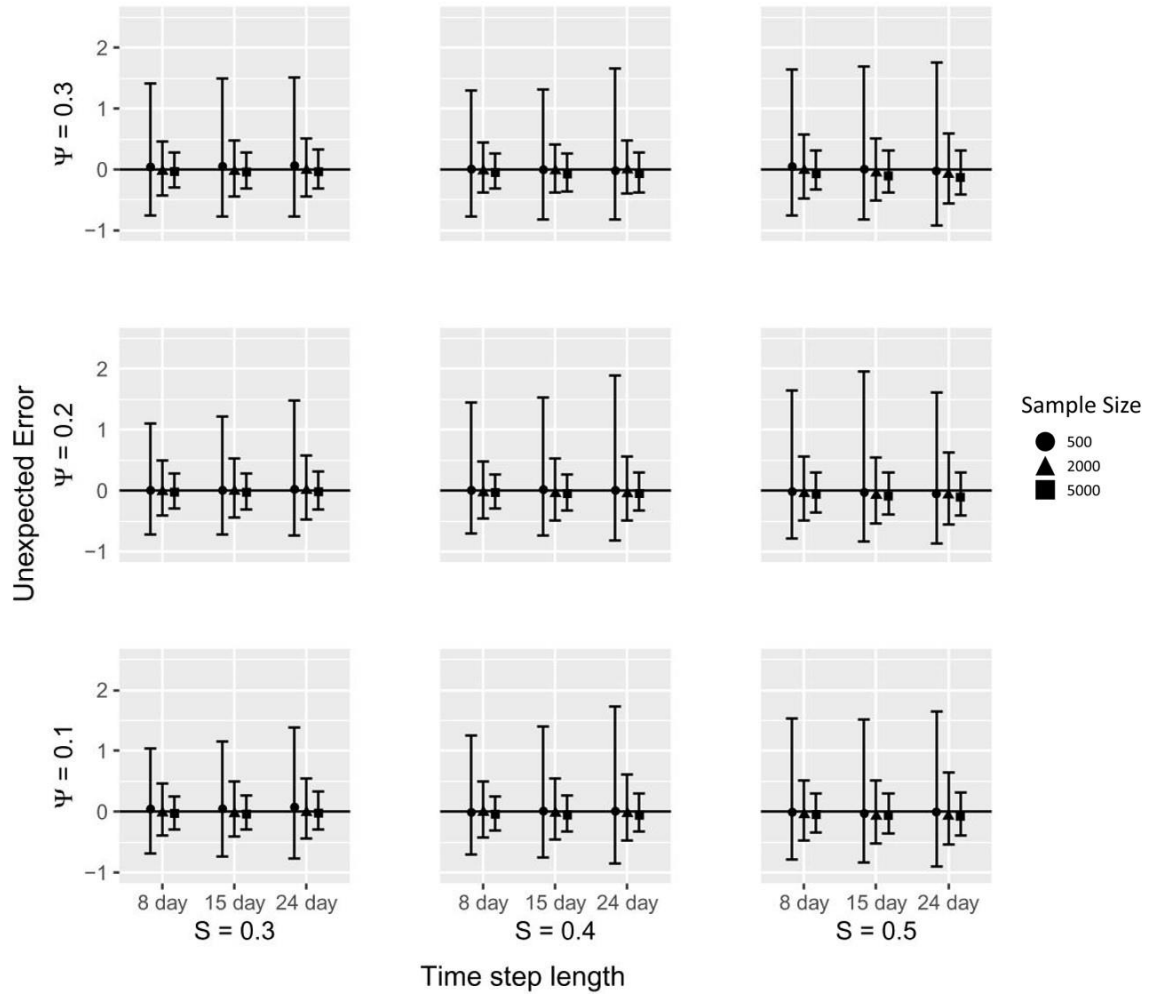 Unexpected Error
Ψ = 0.3
2
1
0
−1
Ψ = 0.2
2
1
0
−1
Ψ = 0.1
2
1
0
−1
8 day 15 day 24 day
S = 0.3
8 day 15 day 24 day
S = 0.4
8 day 15 day 24 day
S = 0.5
Time step length
Sample Size
500
2000
5000